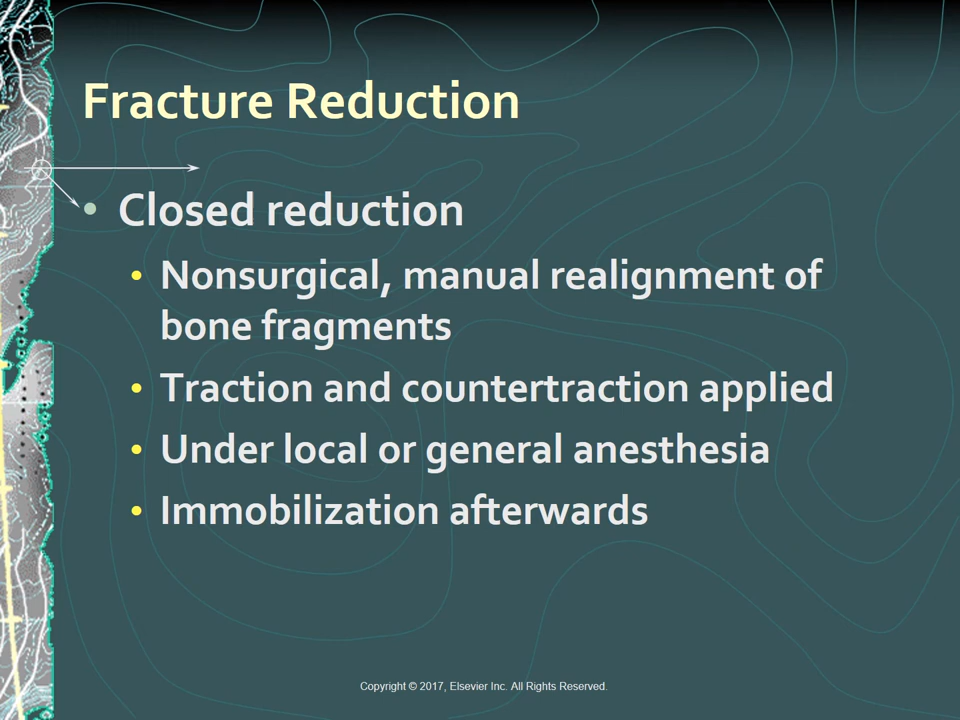 Fracture Reduction
• Closed reduction
• Nonsurgical, manual realignment of
bone fragments
• Traction and countertraction applied
• Under local or general anesthesia
• Immobilization afterwards
Copyright © 2017, Elsevier Inc. All Rights Reserved.